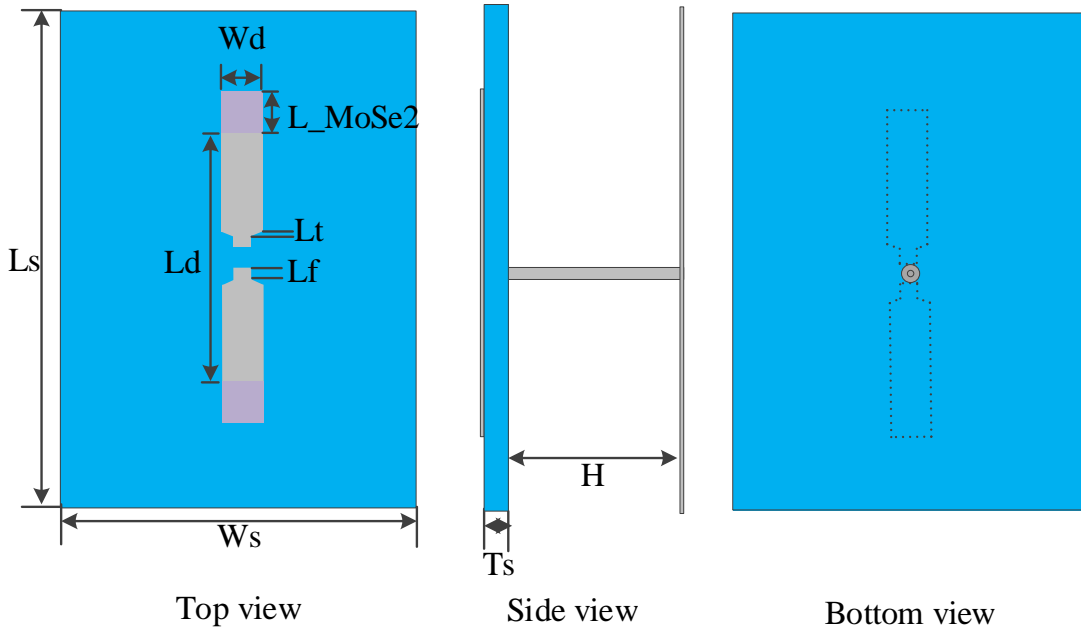 Wd
L_MoSe2
Lt
Ld
Lf
Ls
Ws
H
Ts
Top view
Side view
Bottom view